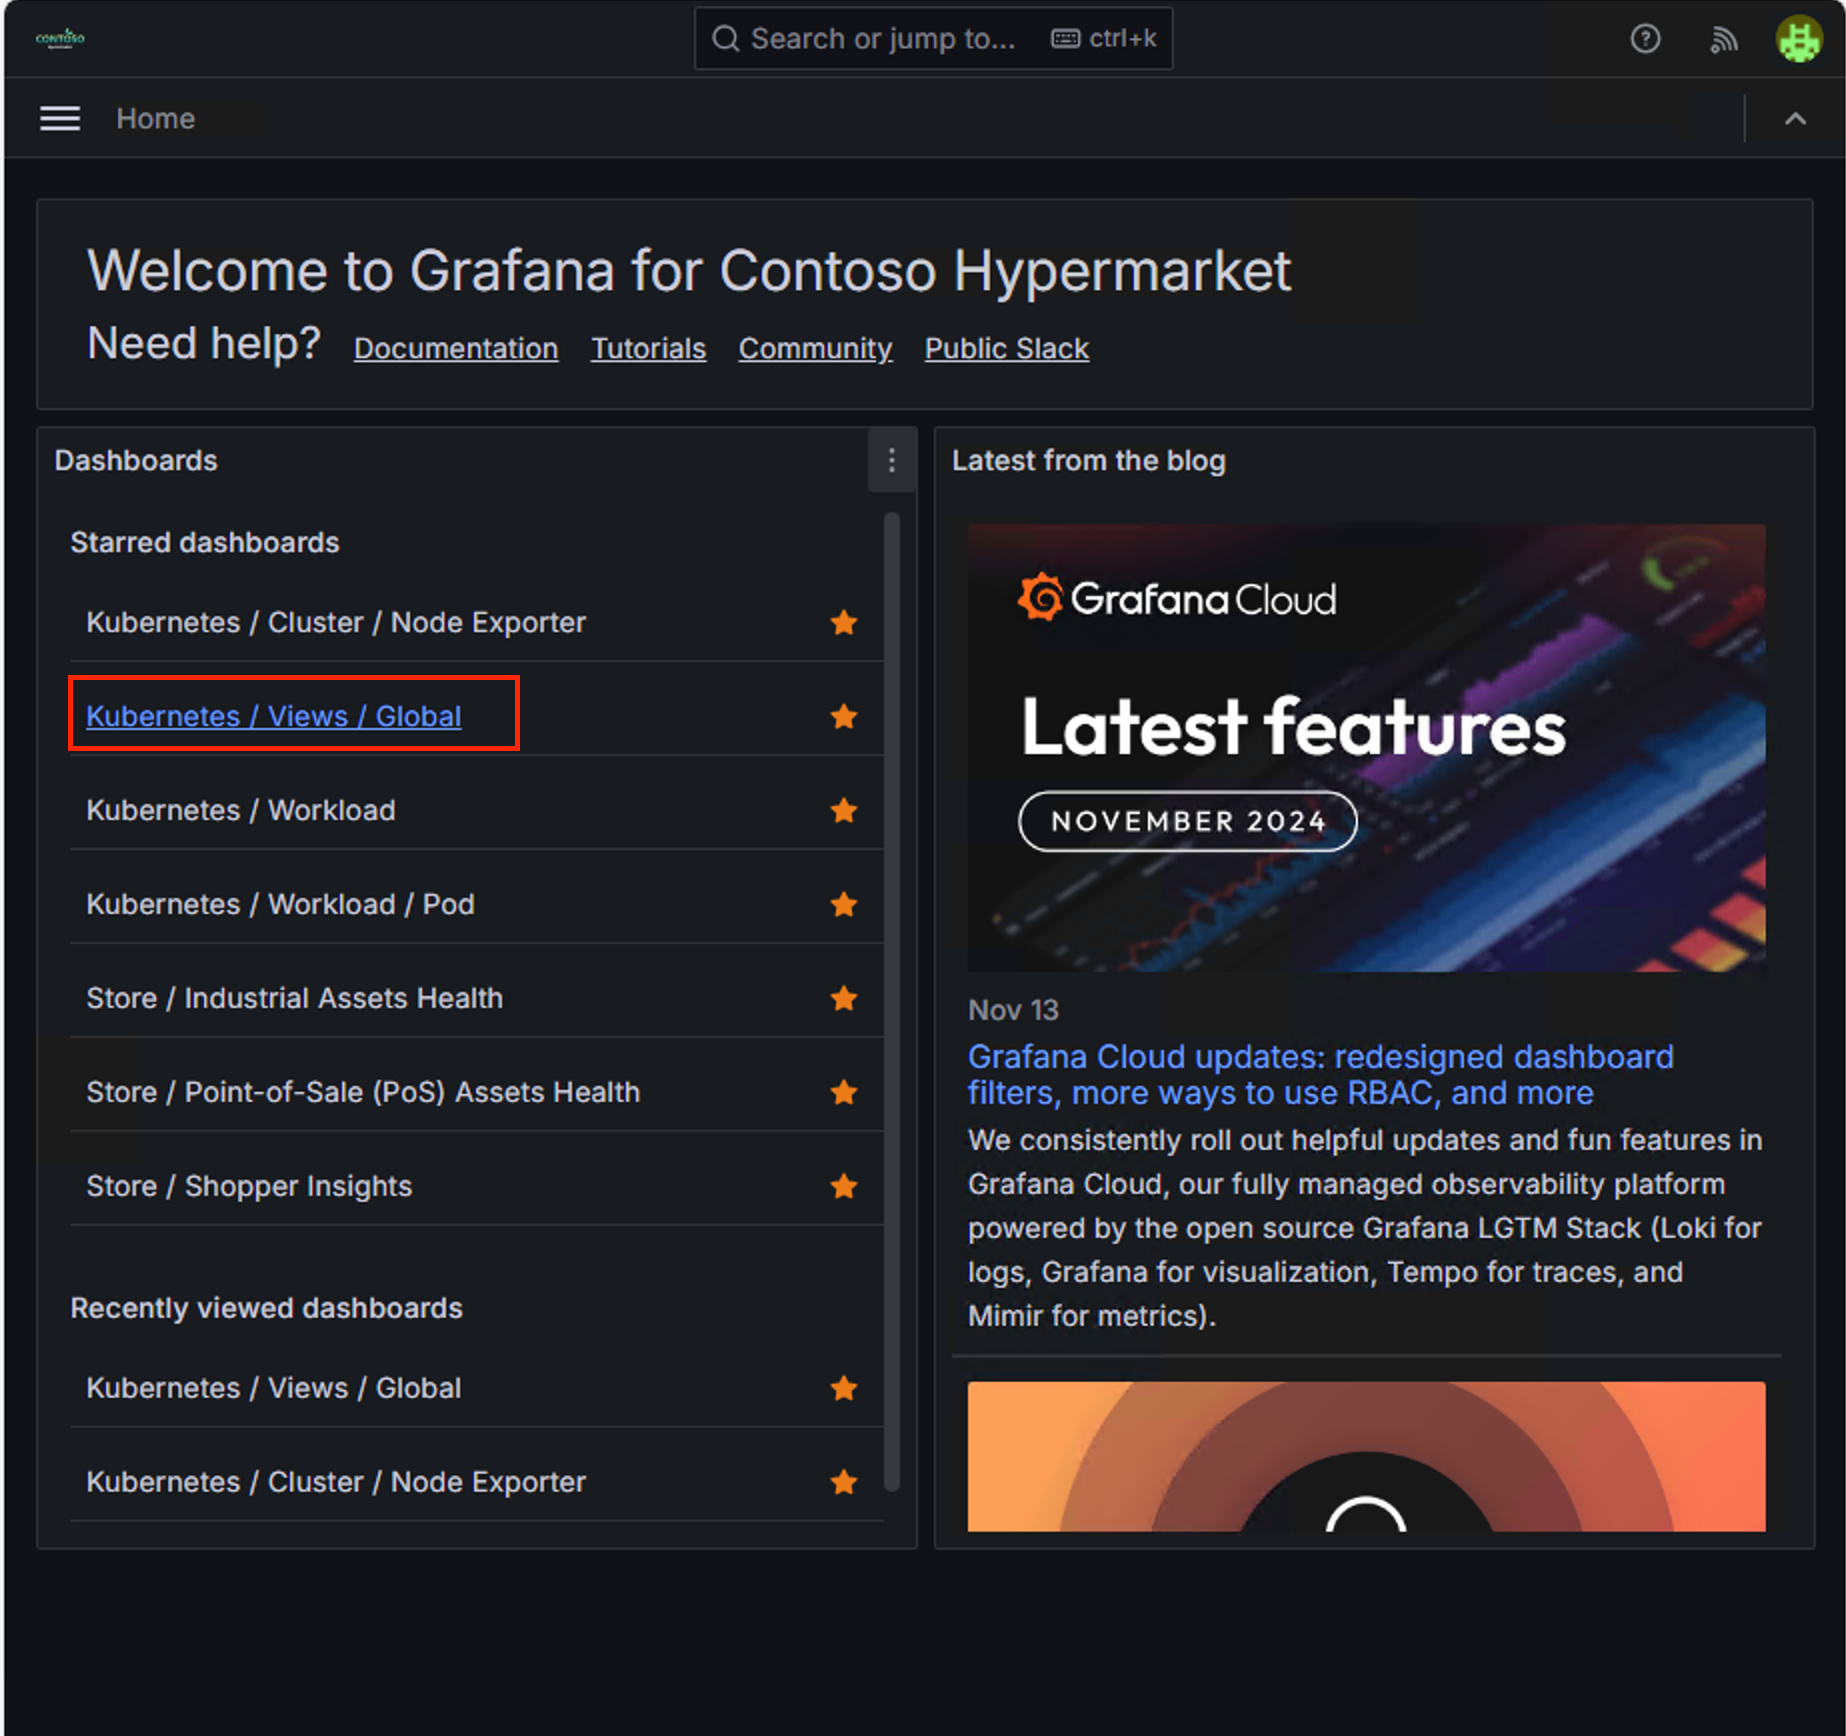 CONTOSO
Search or jump to... ctrl+k
Home
Welcome to Grafana for Contoso Hypermarket
Need help? Documentation Tutorials Community Public Slack
Dashboards
Starred dashboards
Kubernetes / Cluster / Node Exporter
Kubernetes / Views / Global
Kubernetes / Workload
Kubernetes / Workload / Pod
Store / Industrial Assets Health
Store / Point-of-Sale (PoS) Assets Health
Store / Shopper Insights
Recently viewed dashboards
Kubernetes / Views / Global
Kubernetes / Cluster / Node Exporter
Latest from the blog
Grafana Cloud
Latest features
NOVEMBER 2024
Nov 13
Grafana Cloud updates: redesigned dashboard
filters, more ways to use RBAC, and more
We consistently roll out helpful updates and fun features in
Grafana Cloud, our fully managed observability platform
powered by the open source Grafana LGTM Stack (Loki for
logs, Grafana for visualization, Tempo for traces, and
Mimir for metrics).